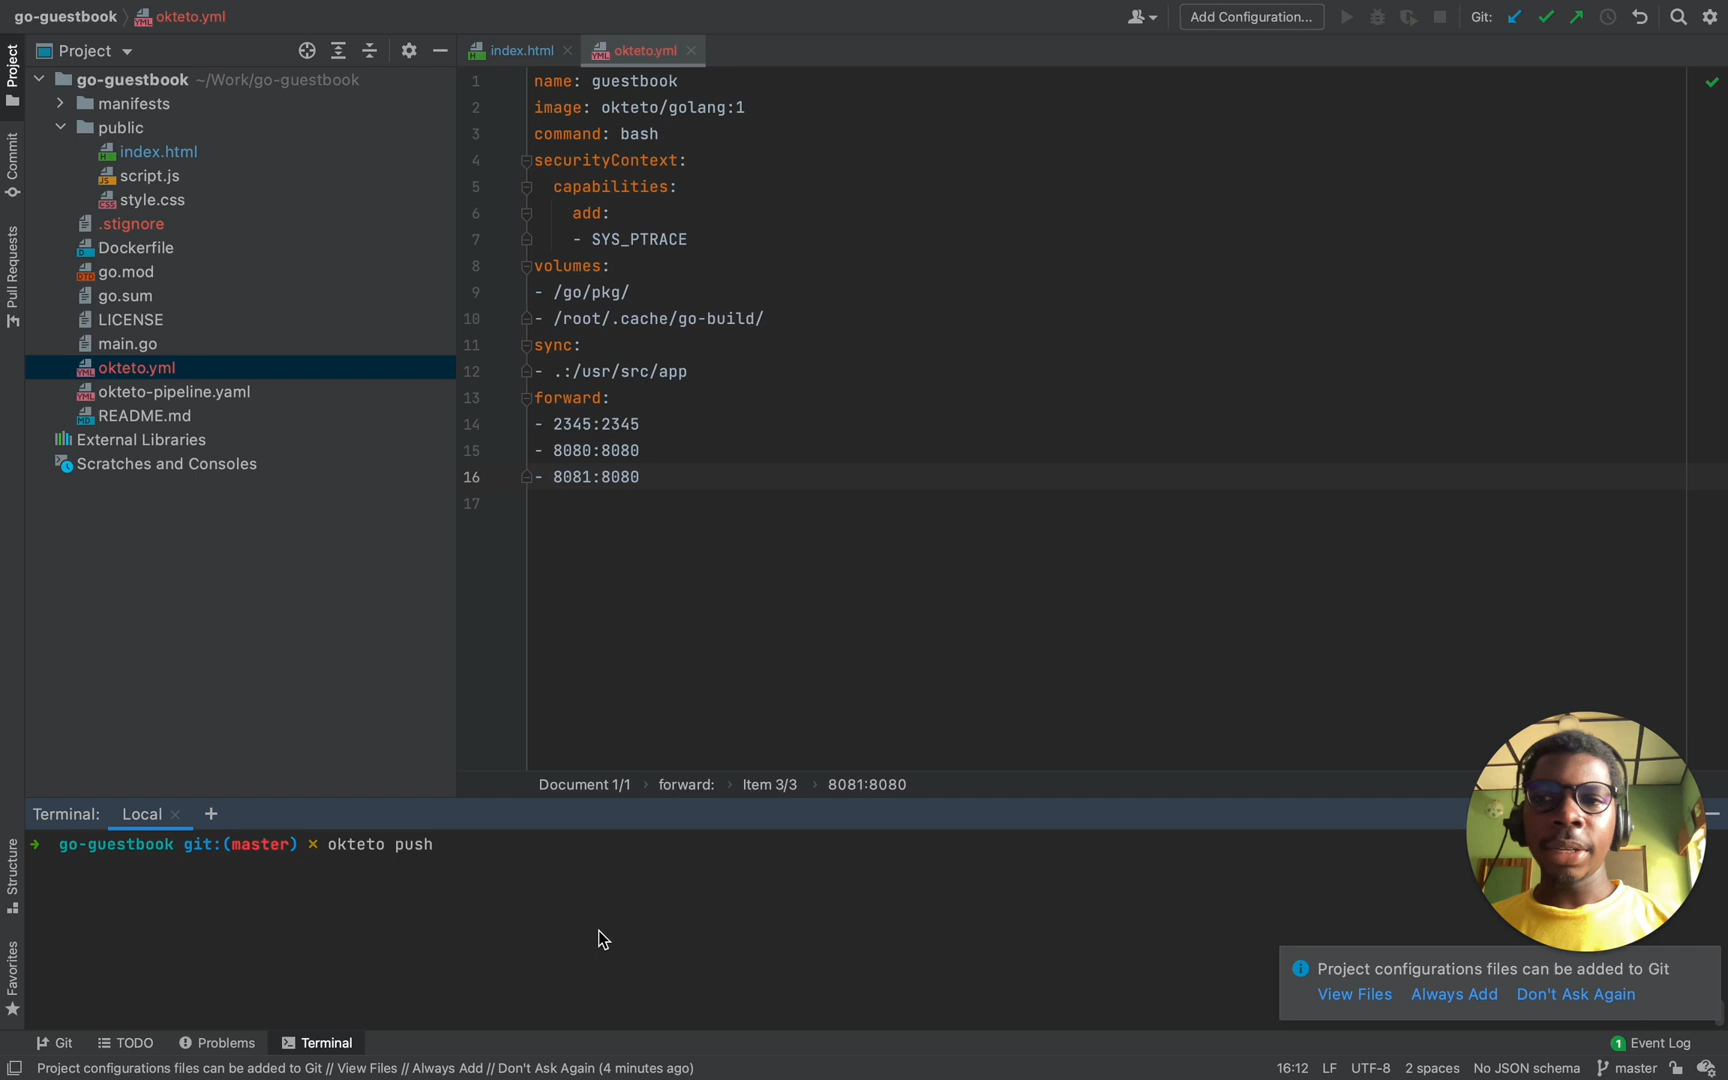 go-guestbook okteto.yml Add Configuration... Git:
Project
Commit
Pull Requests
Structure
Favorites
Project
go-guestbook ~/Work/go-guestbook
manifests
public
index.html
script.js
style.css
.stignore
Dockerfile
go.mod
go.sum
LICENSE
main.go
okteto.yml
okteto-pipeline.yaml
README.md
External Libraries
Scratches and Consoles
index.html okteto.yml
1 name: guestbook
2 image: okteto/golang:1
3 command: bash
4 securityContext:
5 capabilities:
6 add:
7 - SYS_PTRACE
8 volumes:
9 - /go/pkg/
10 - /root/.cache/go-build/
11 sync:
12 - .:/usr/src/app
13 forward:
14 - 2345:2345
15 - 8080:8080
16 - 8081:8080
17
Document 1/1 › forward: › Item 3/3 › 8081:8080
Terminal: Local +
→ go-guestbook git:(master) × okteto push
Project configurations files can be added to Git
View Files Always Add Don't Ask Again
Git TODO Problems Terminal 1 Event Log
Project configurations files can be added to Git // View Files // Always Add // Don't Ask Again (4 minutes ago) 16:12 LF UTF-8 2 spaces No JSON schema master